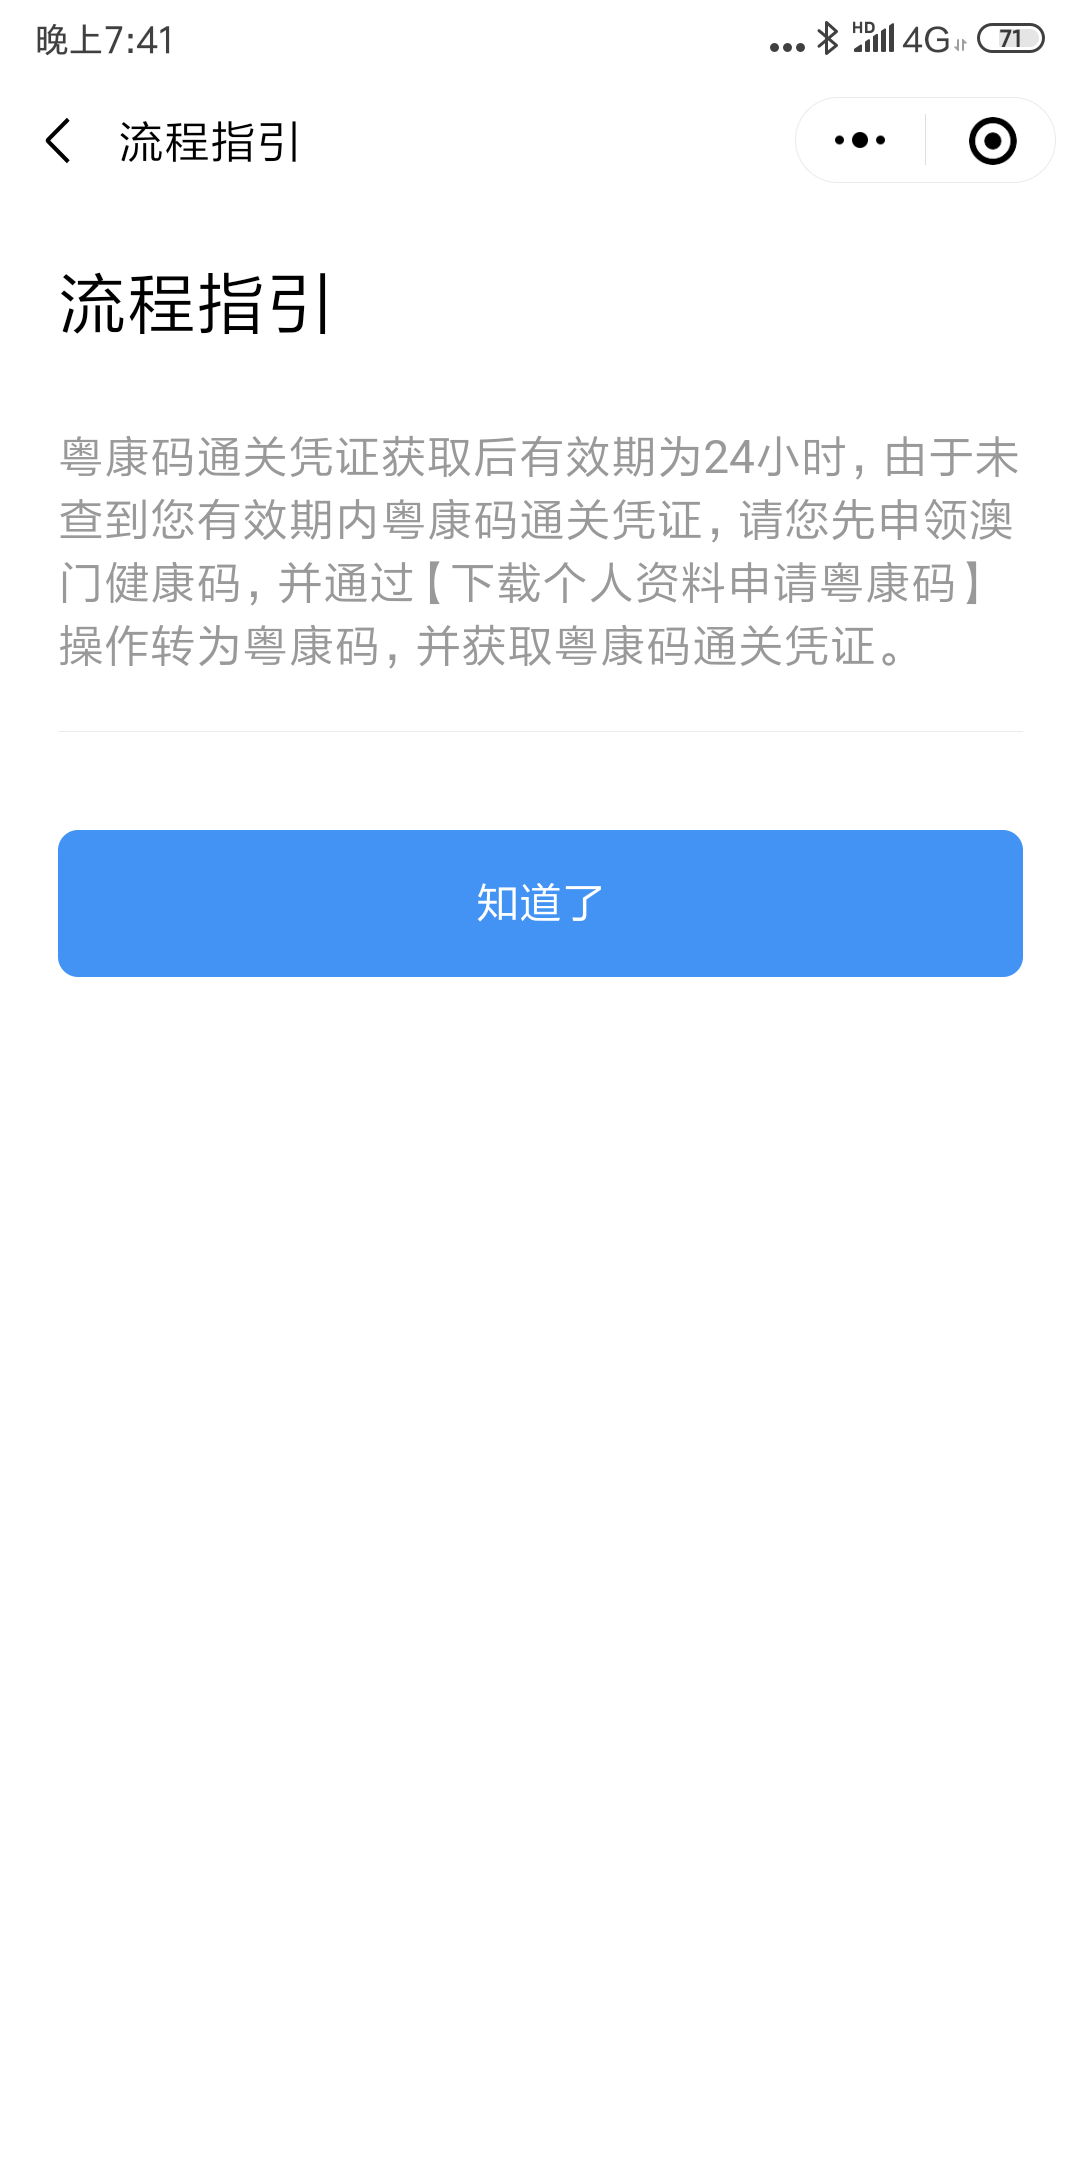 晚上7:41
HD
4G
71
流程指引
流程指引
粤康码通关凭证获取后有效期为24小时，由于未
查到您有效期内粤康码通关凭证，请您先申领澳
门健康码，并通过【下载个人资料申请粤康码】
操作转为粤康码，并获取粤康码通关凭证。
知道了